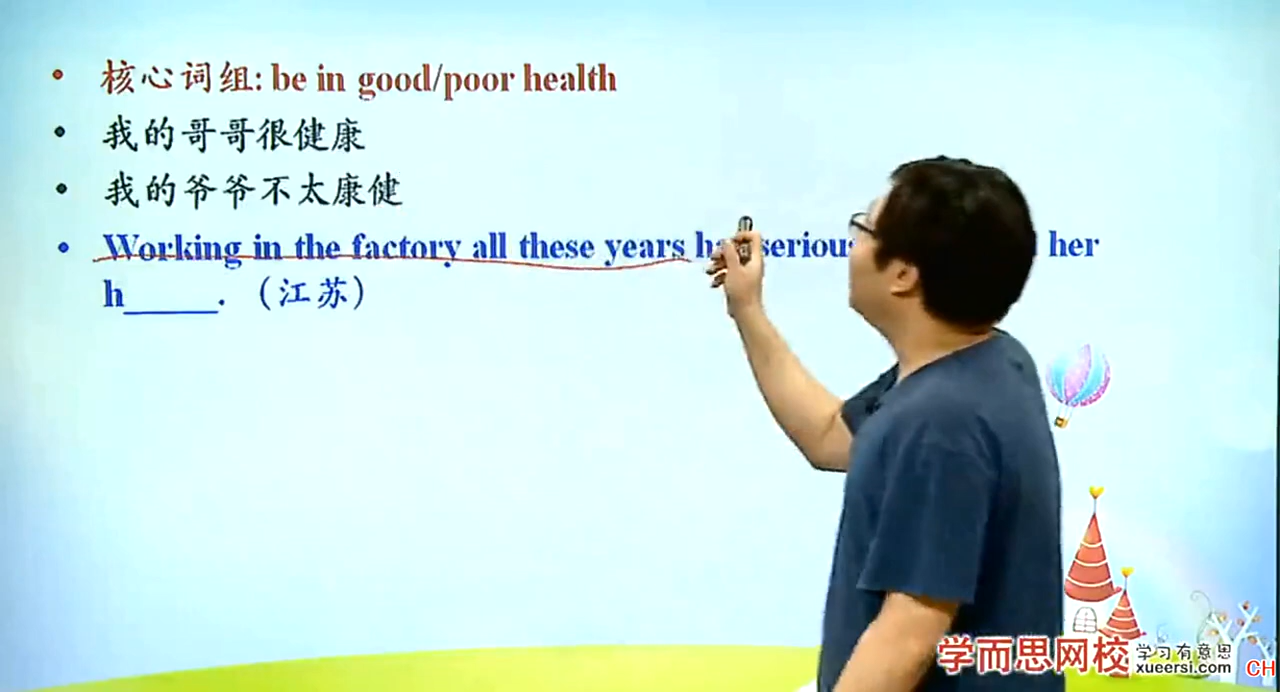 • 核心词组: be in good/poor health
• 我的哥哥很健康
• 我的爷爷不太康健
• Working in the factory all these years her
h_____. （江苏）
学而思网校 学习有意思
xueersi.com
CH